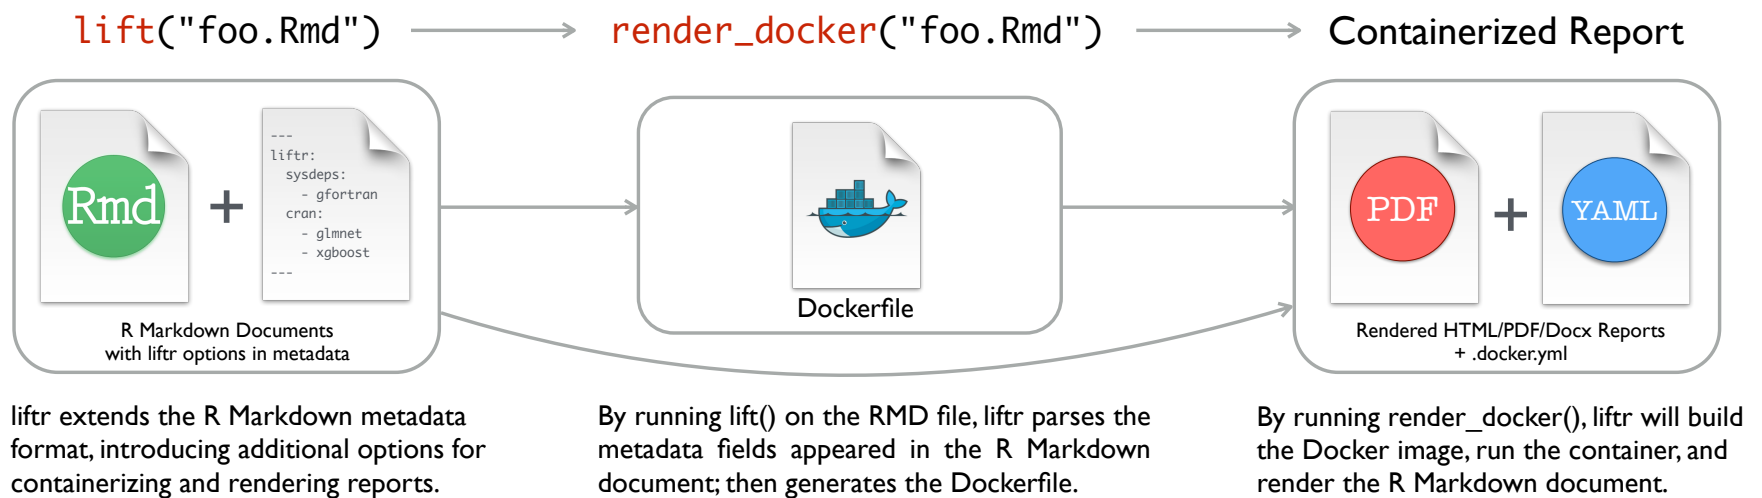 lift("foo.Rmd")
render_docker("foo.Rmd")
Containerized Report
Rmd
+
---
liftr:
sysdeps:
- gfortran
cran:
- glmnet
- xgboost
---
R Markdown Documents
with liftr options in metadata
Dockerfile
PDF
+
YAML
Rendered HTML/PDF/Docx Reports
+ .docker.yml
liftr extends the R Markdown metadata
format, introducing additional options for
containerizing and rendering reports.
By running lift() on the RMD file, liftr parses the
metadata fields appeared in the R Markdown
document; then generates the Dockerfile.
By running render_docker(), liftr will build
the Docker image, run the container, and
render the R Markdown document.